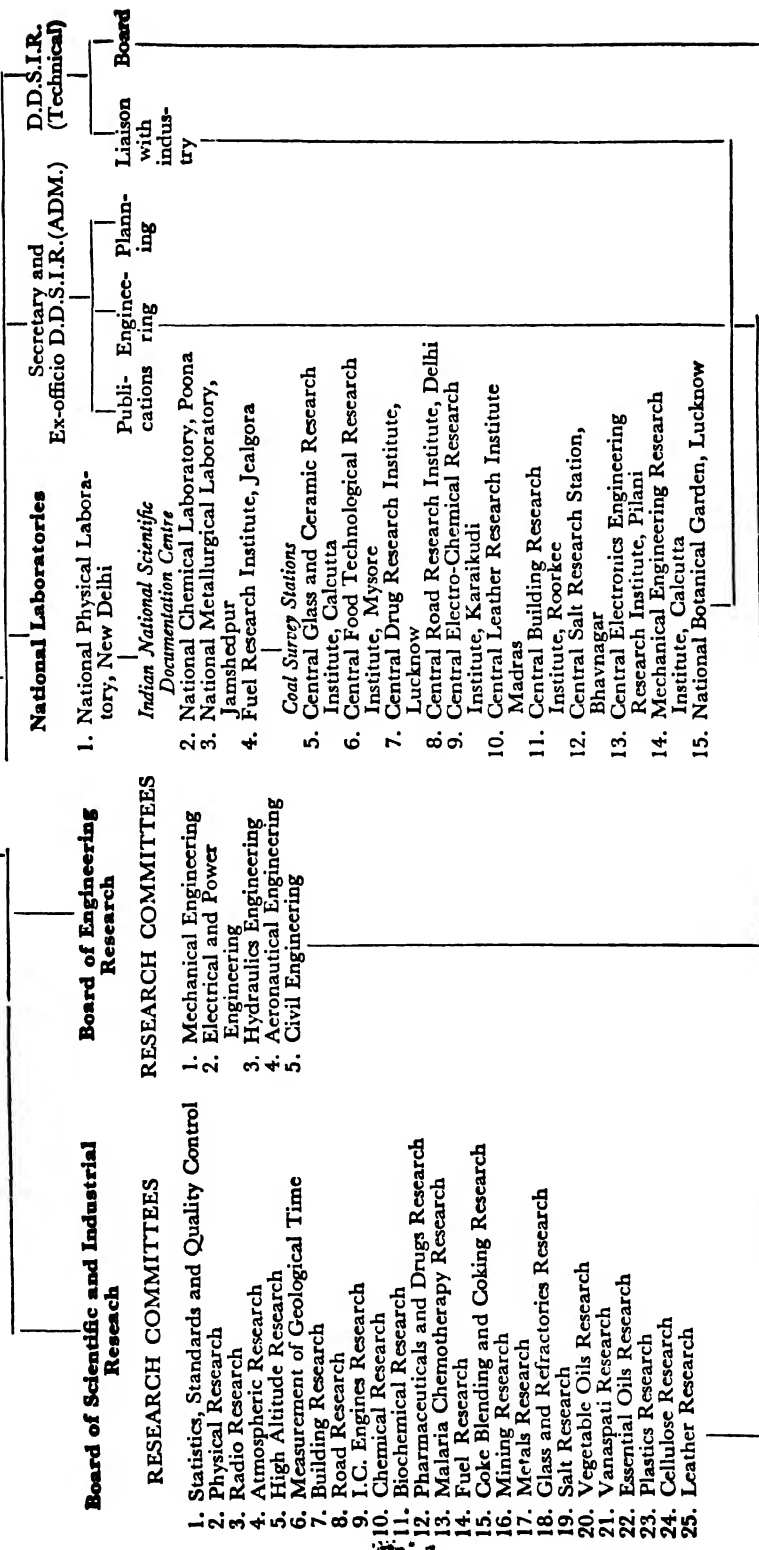 Board of Scientific and Industrial
Reseach
RESEARCH COMMITTEES
1. Statistics, Standards and Quality Control
2. Physical Research
3. Radio Research
4. Atmospheric Research
5. High Altitude Research
6. Measurement of Geological Time
7. Building Research
8. Road Research
9. I.C. Engines Research
10. Chemical Research
11. Biochemical Research
12. Pharmaceuticals and Drugs Research
13. Malaria Chemotherapy Research
14. Fuel Research
15. Coke Blending and Coking Research
16. Mining Research
17. Metals Research
18. Glass and Refractories Research
19. Salt Research
20. Vegetable Oils Research
21. Vanaspati Research
22. Essential Oils Research
23. Plastics Research
24. Cellulose Research
25. Leather Research
Board of Engineering
Research
RESEARCH COMMITTEES
1. Mechanical Engineering
2. Electrical and Power
Engineering
3. Hydraulics Engineering
4. Aeronautical Engineering
5. Civil Engineering
National Laboratories
1. National Physical Labora-
tory, New Delhi
Indian National Scientific
Documentation Centre
2. National Chemical Laboratory, Poona
3. National Metallurgical Laboratory,
Jamshedpur
4. Fuel Research Institute, Jealgora
Coal Survey Stations
5. Central Glass and Ceramic Research
Institute, Calcutta
6. Central Food Technological Research
Institute, Mysore
7. Central Drug Research Institute,
Lucknow
8. Central Road Research Institute, Delhi
9. Central Electro-Chemical Research
Institute, Karaikudi
10. Central Leather Research Institute
Madras
11. Central Building Research
Institute, Roorkee
12. Central Salt Research Station,
Bhavnagar
13. Central Electronics Engineering
Research Institute, Pilani
14. Mechanical Engineering Research
Institute, Calcutta
15. National Botanical Garden, Lucknow
Secretary and
Ex-officio D.D.S.I.R.(ADM.)
Publi-
cations
Enginee-
ring
Plann-
ing
D.D.S.I.R.
(Technical)
Liaison
with
indus-
try
Board